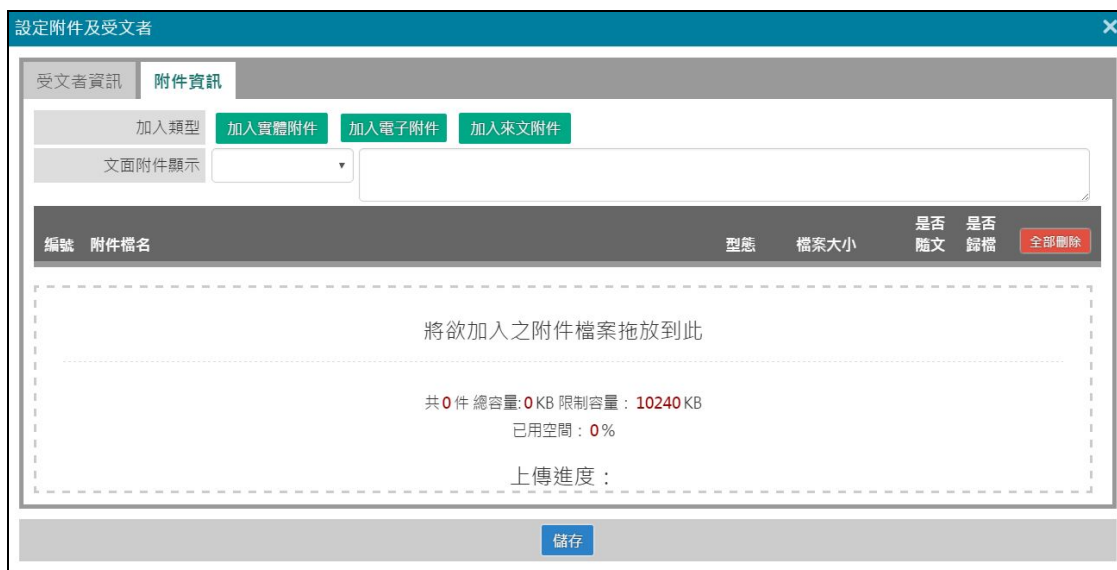 設定附件及受文者
受文者資訊 附件資訊
加入類型 加入實體附件 加入電子附件 加入來文附件
文面附件顯示
編號 附件檔名 型態 檔案大小 是否隨文 是否歸檔 全部刪除
將欲加入之附件檔案拖放到此
共0件 總容量:0KB 限制容量： 10240KB
已用空間：0%
上傳進度：
儲存